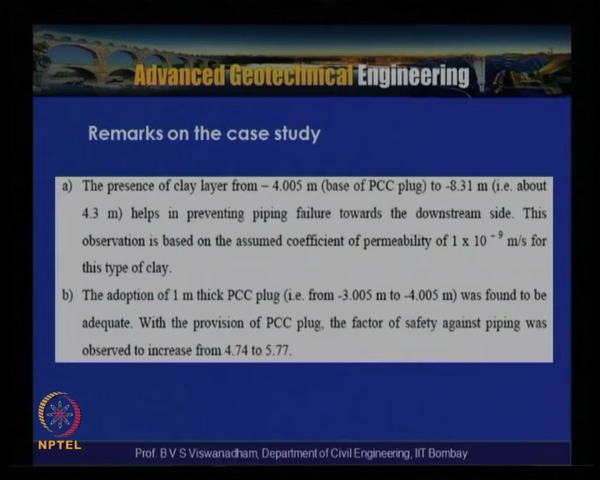 Advanced Geotechnical Engineering
Remarks on the case study
a) The presence of clay layer from – 4.005 m (base of PCC plug) to -8.31 m (i.e. about
4.3 m) helps in preventing piping failure towards the downstream side. This
observation is based on the assumed coefficient of permeability of 1 x 10⁻⁹ m/s for
this type of clay.
b) The adoption of 1 m thick PCC plug (i.e. from -3.005 m to -4.005 m) was found to be
adequate. With the provision of PCC plug, the factor of safety against piping was
observed to increase from 4.74 to 5.77.
NPTEL
Prof. B V S Viswanadham, Department of Civil Engineering, IIT Bombay